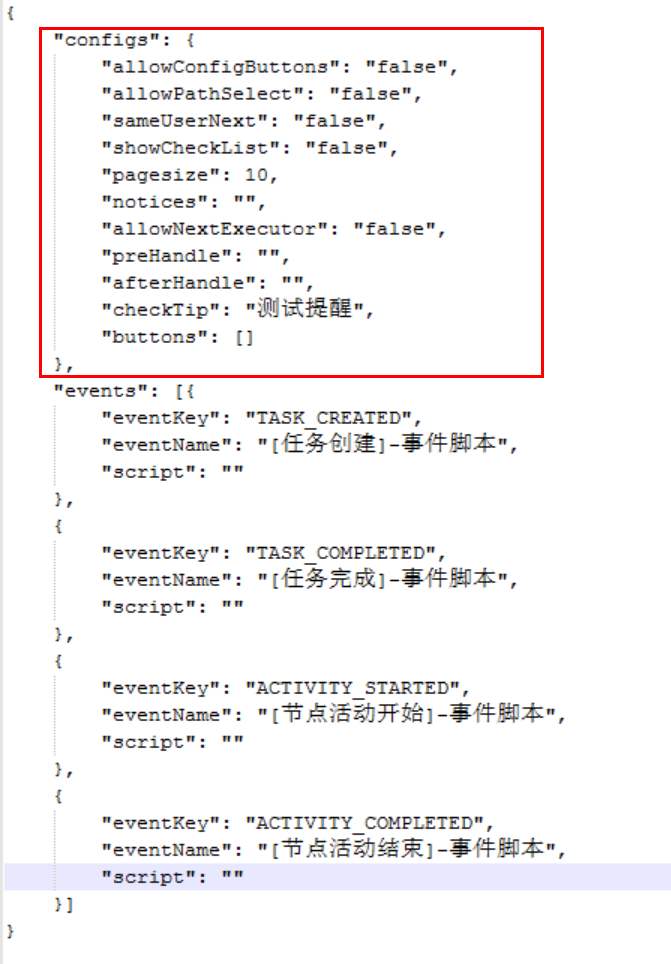 {
"configs": {
"allowConfigButtons": "false",
"allowPathSelect": "false",
"sameUserNext": "false",
"showCheckList": "false",
"pagesize": 10,
"notices": "",
"allowNextExecutor": "false",
"preHandle": "",
"afterHandle": "",
"checkTip": "测试提醒",
"buttons": []
},
"events": [{
"eventKey": "TASK_CREATED",
"eventName": "[任务创建]-事件脚本",
"script": ""
},
{
"eventKey": "TASK_COMPLETED",
"eventName": "[任务完成]-事件脚本",
"script": ""
},
{
"eventKey": "ACTIVITY_STARTED",
"eventName": "[节点活动开始]-事件脚本",
"script": ""
},
{
"eventKey": "ACTIVITY_COMPLETED",
"eventName": "[节点活动结束]-事件脚本",
"script": ""
}]
}